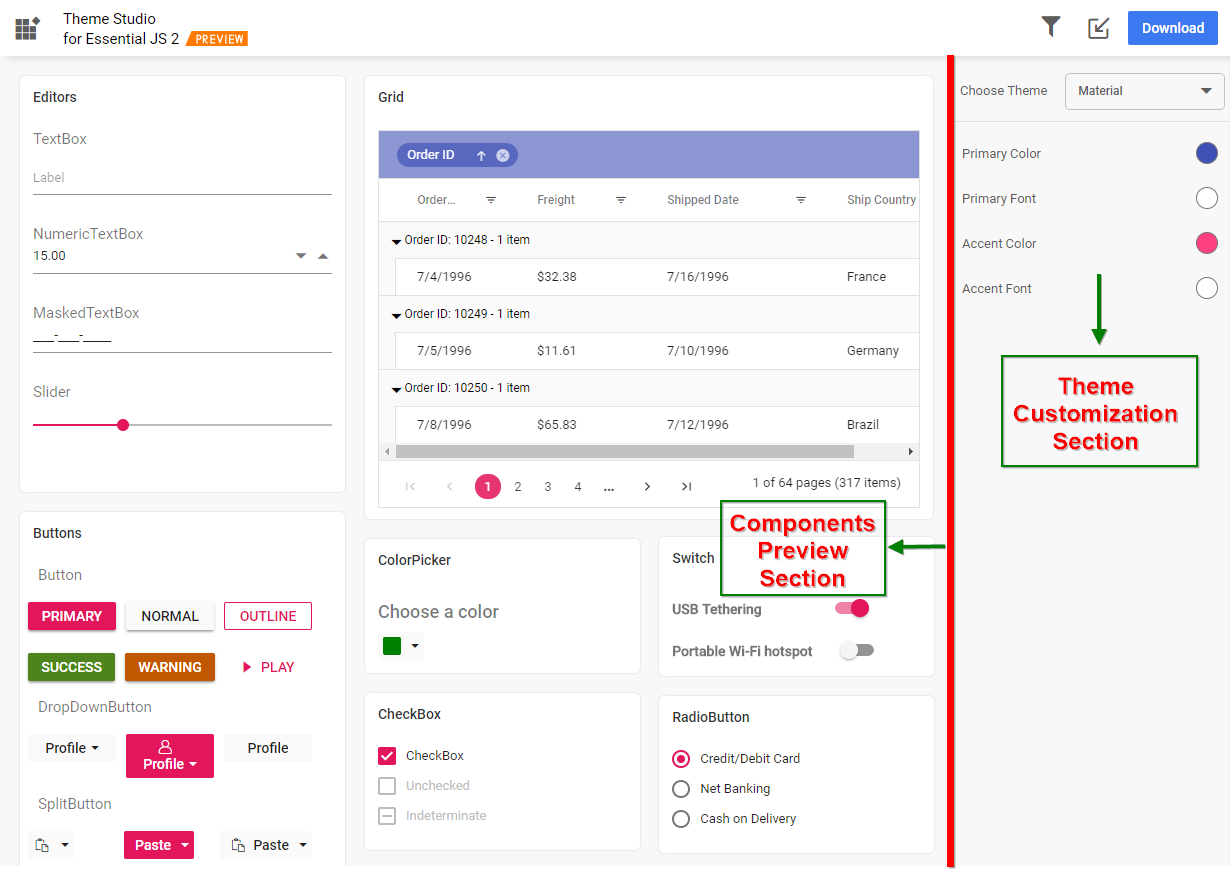 Theme Studio
for Essential JS 2 PREVIEW
Download
Editors
TextBox
Label
NumericTextBox
15.00
MaskedTextBox
___-___-____
Slider
Grid
Order ID
Order... Freight Shipped Date Ship Country
Order ID: 10248 - 1 item
7/4/1996 $32.38 7/16/1996 France
Order ID: 10249 - 1 item
7/5/1996 $11.61 7/10/1996 Germany
Order ID: 10250 - 1 item
7/8/1996 $65.83 7/12/1996 Brazil
1 2 3 4 ... 1 of 64 pages (317 items)
Choose Theme Material
Primary Color
Primary Font
Accent Color
Accent Font
Theme
Customization
Section
Components
Preview
Section
Buttons
Button
PRIMARY NORMAL OUTLINE
SUCCESS WARNING PLAY
DropDownButton
Profile Profile Profile
SplitButton
Paste Paste
ColorPicker
Choose a color
Switch
USB Tethering
Portable Wi-Fi hotspot
CheckBox
CheckBox
Unchecked
Indeterminate
RadioButton
Credit/Debit Card
Net Banking
Cash on Delivery